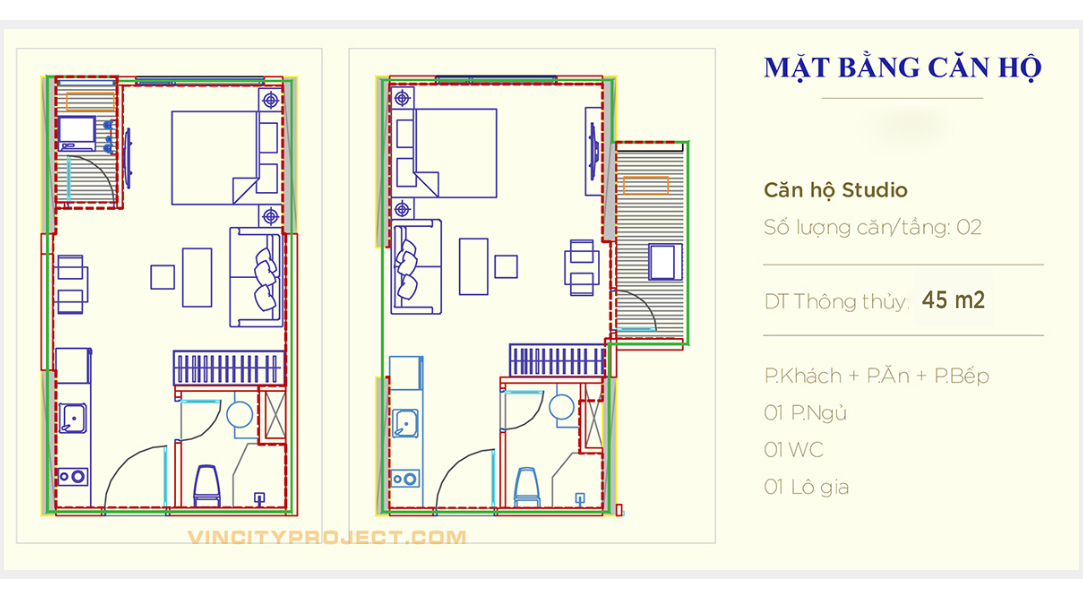 MẶT BẰNG CĂN HỘ
Căn hộ Studio
Số lượng căn/tầng: 02
DT Thông thủy: 45 m2
P.Khách + P.Ăn + P.Bếp
01 P.Ngủ
01 WC
01 Lô gia
VINCITYPROJECT.COM